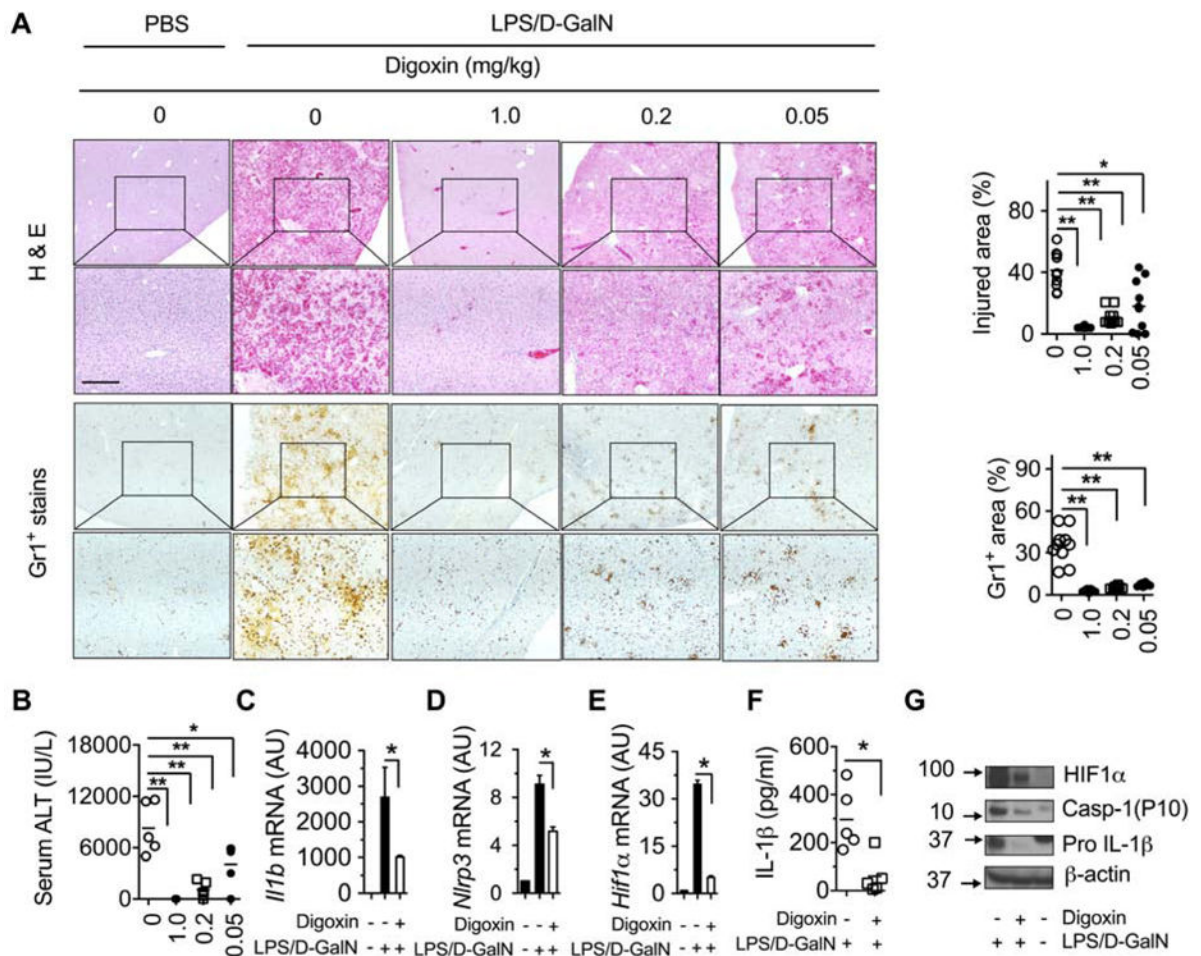 A
PBS
LPS/D-GalN
Digoxin (mg/kg)
0 0 1.0 0.2 0.05
H & E
Gr1+ stains
Injured area (%)
80
40
0
* ** ** **
0 1.0 0.2 0.05
Gr1+ area (%)
90
60
30
0
** ** **
0 1.0 0.2 0.05
B
Serum ALT (IU/L)
18000
12000
6000
0
* ** ** **
0 1.0 0.2 0.05
C
Il1b mRNA (AU)
4000
3000
2000
1000
0
*
Digoxin - - +
LPS/D-GalN - + +
D
Nlrp3 mRNA (AU)
12
8
4
0
*
Digoxin - - +
LPS/D-GalN - + +
E
Hif1α mRNA (AU)
45
30
15
0
*
Digoxin - - +
LPS/D-GalN - + +
F
IL-1β (pg/ml)
600
400
200
0
*
Digoxin - +
LPS/D-GalN + +
G
100 HIF1α
10 Casp-1(P10)
37 Pro IL-1β
37 β-actin
- + - Digoxin
+ + - LPS/D-GalN